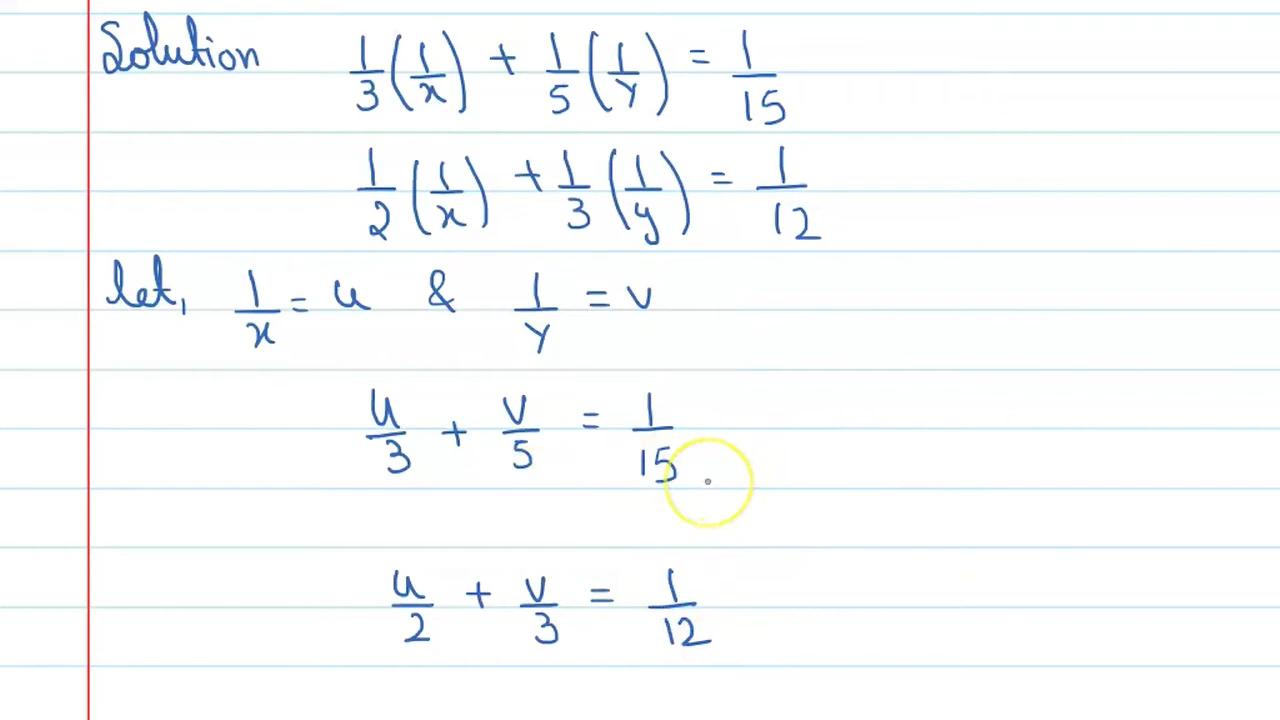 Solution 1/3 (1/x) + 1/5 (1/y) = 1/15
1/2 (1/x) + 1/3 (1/y) = 1/12
let, 1/x = u & 1/y = v
u/3 + v/5 = 1/15
u/2 + v/3 = 1/12